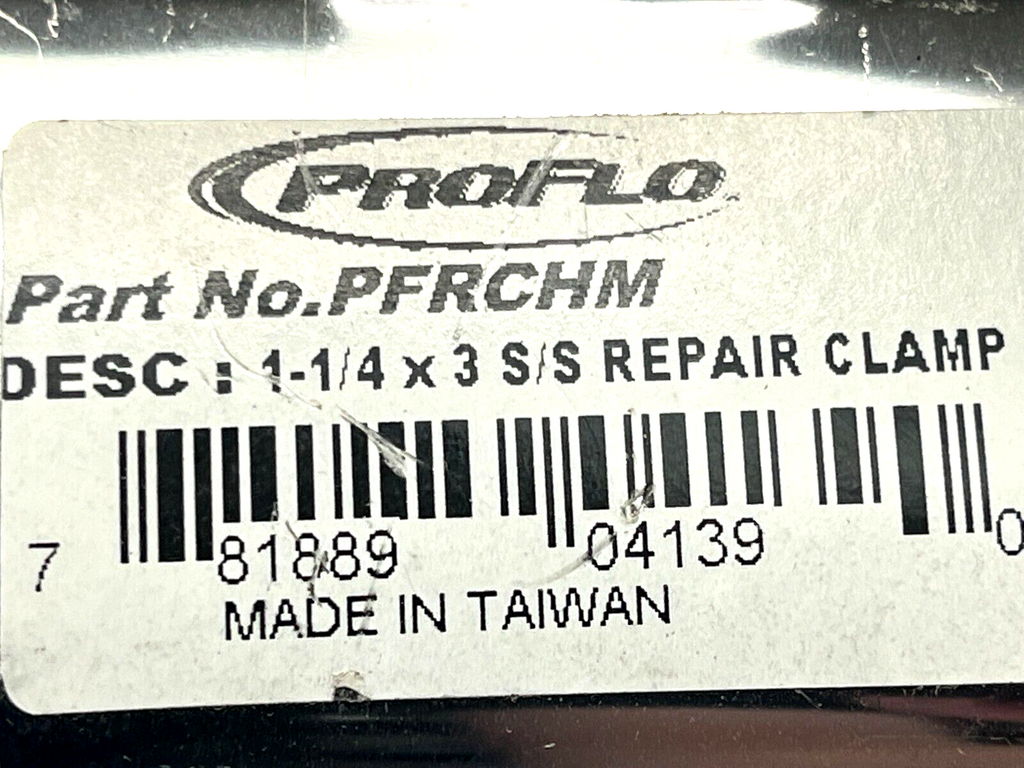 PROFLO
Part No.PFRCHM
DESC : 1-1/4 x 3 S/S REPAIR CLAMP
7 81889 04139 0
MADE IN TAIWAN